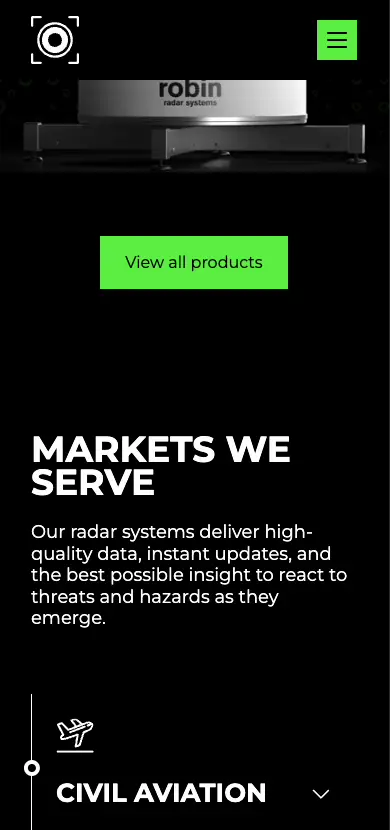 robin
radar systems
View all products
MARKETS WE
SERVE
Our radar systems deliver high-
quality data, instant updates, and
the best possible insight to react to
threats and hazards as they
emerge.
CIVIL AVIATION